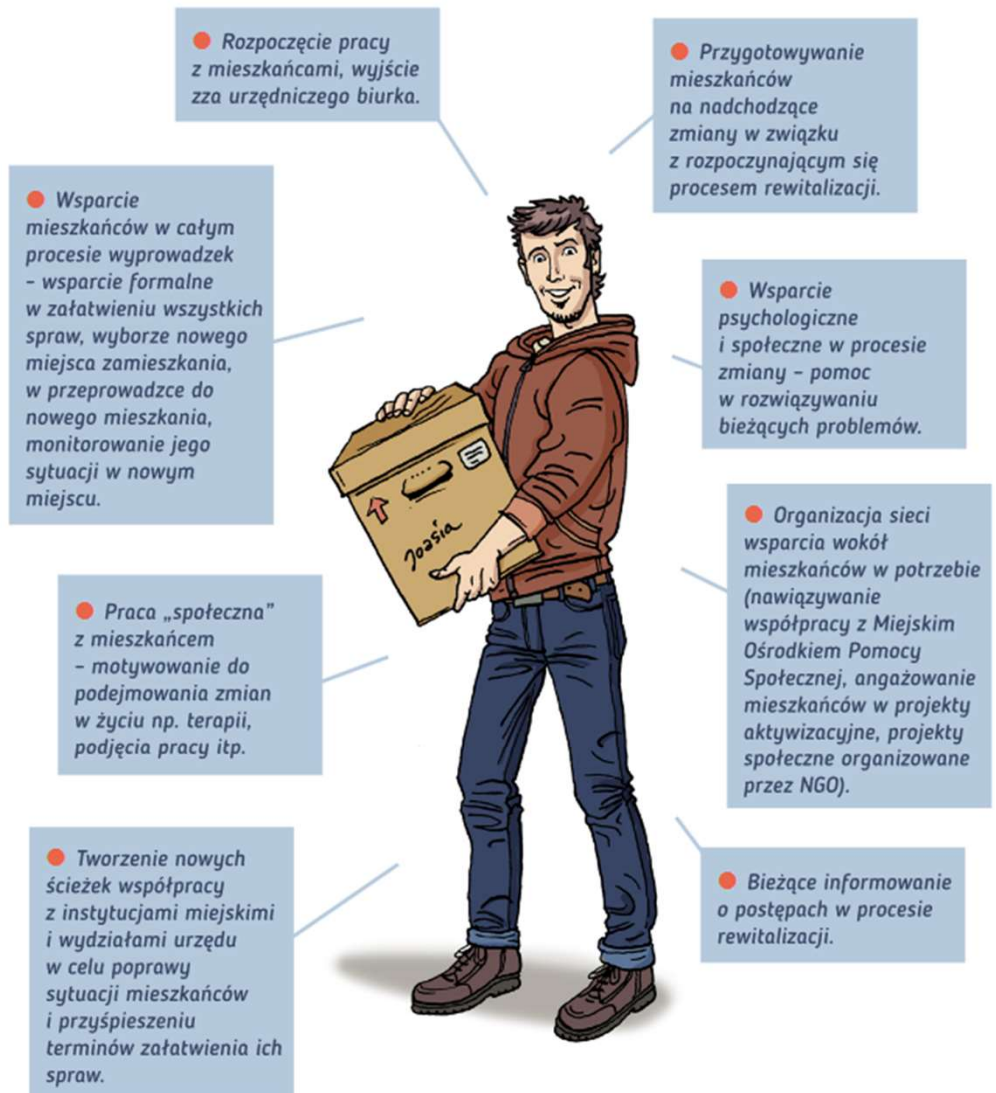 ● Rozpoczęcie pracy
z mieszkańcami, wyjście
zza urzędniczego biurka.
● Przygotowywanie
mieszkańców
na nadchodzące
zmiany w związku
z rozpoczynającym się
procesem rewitalizacji.
● Wsparcie
mieszkańców w całym
procesie wyprowadzek
– wsparcie formalne
w załatwieniu wszystkich
spraw, wyborze nowego
miejsca zamieszkania,
w przeprowadzce do
nowego mieszkania,
monitorowanie jego
sytuacji w nowym
miejscu.
● Wsparcie
psychologiczne
i społeczne w procesie
zmiany – pomoc
w rozwiązywaniu
bieżących problemów.
Joasia
● Organizacja sieci
wsparcia wokół
mieszkańców w potrzebie
(nawiązywanie
współpracy z Miejskim
Ośrodkiem Pomocy
Społecznej, angażowanie
mieszkańców w projekty
aktywizacyjne, projekty
społeczne organizowane
przez NGO).
● Praca „społeczna”
z mieszkańcem
– motywowanie do
podejmowania zmian
w życiu np. terapii,
podjęcia pracy itp.
● Tworzenie nowych
ścieżek współpracy
z instytucjami miejskimi
i wydziałami urzędu
w celu poprawy
sytuacji mieszkańców
i przyśpieszeniu
terminów załatwienia ich
spraw.
● Bieżące informowanie
o postępach w procesie
rewitalizacji.